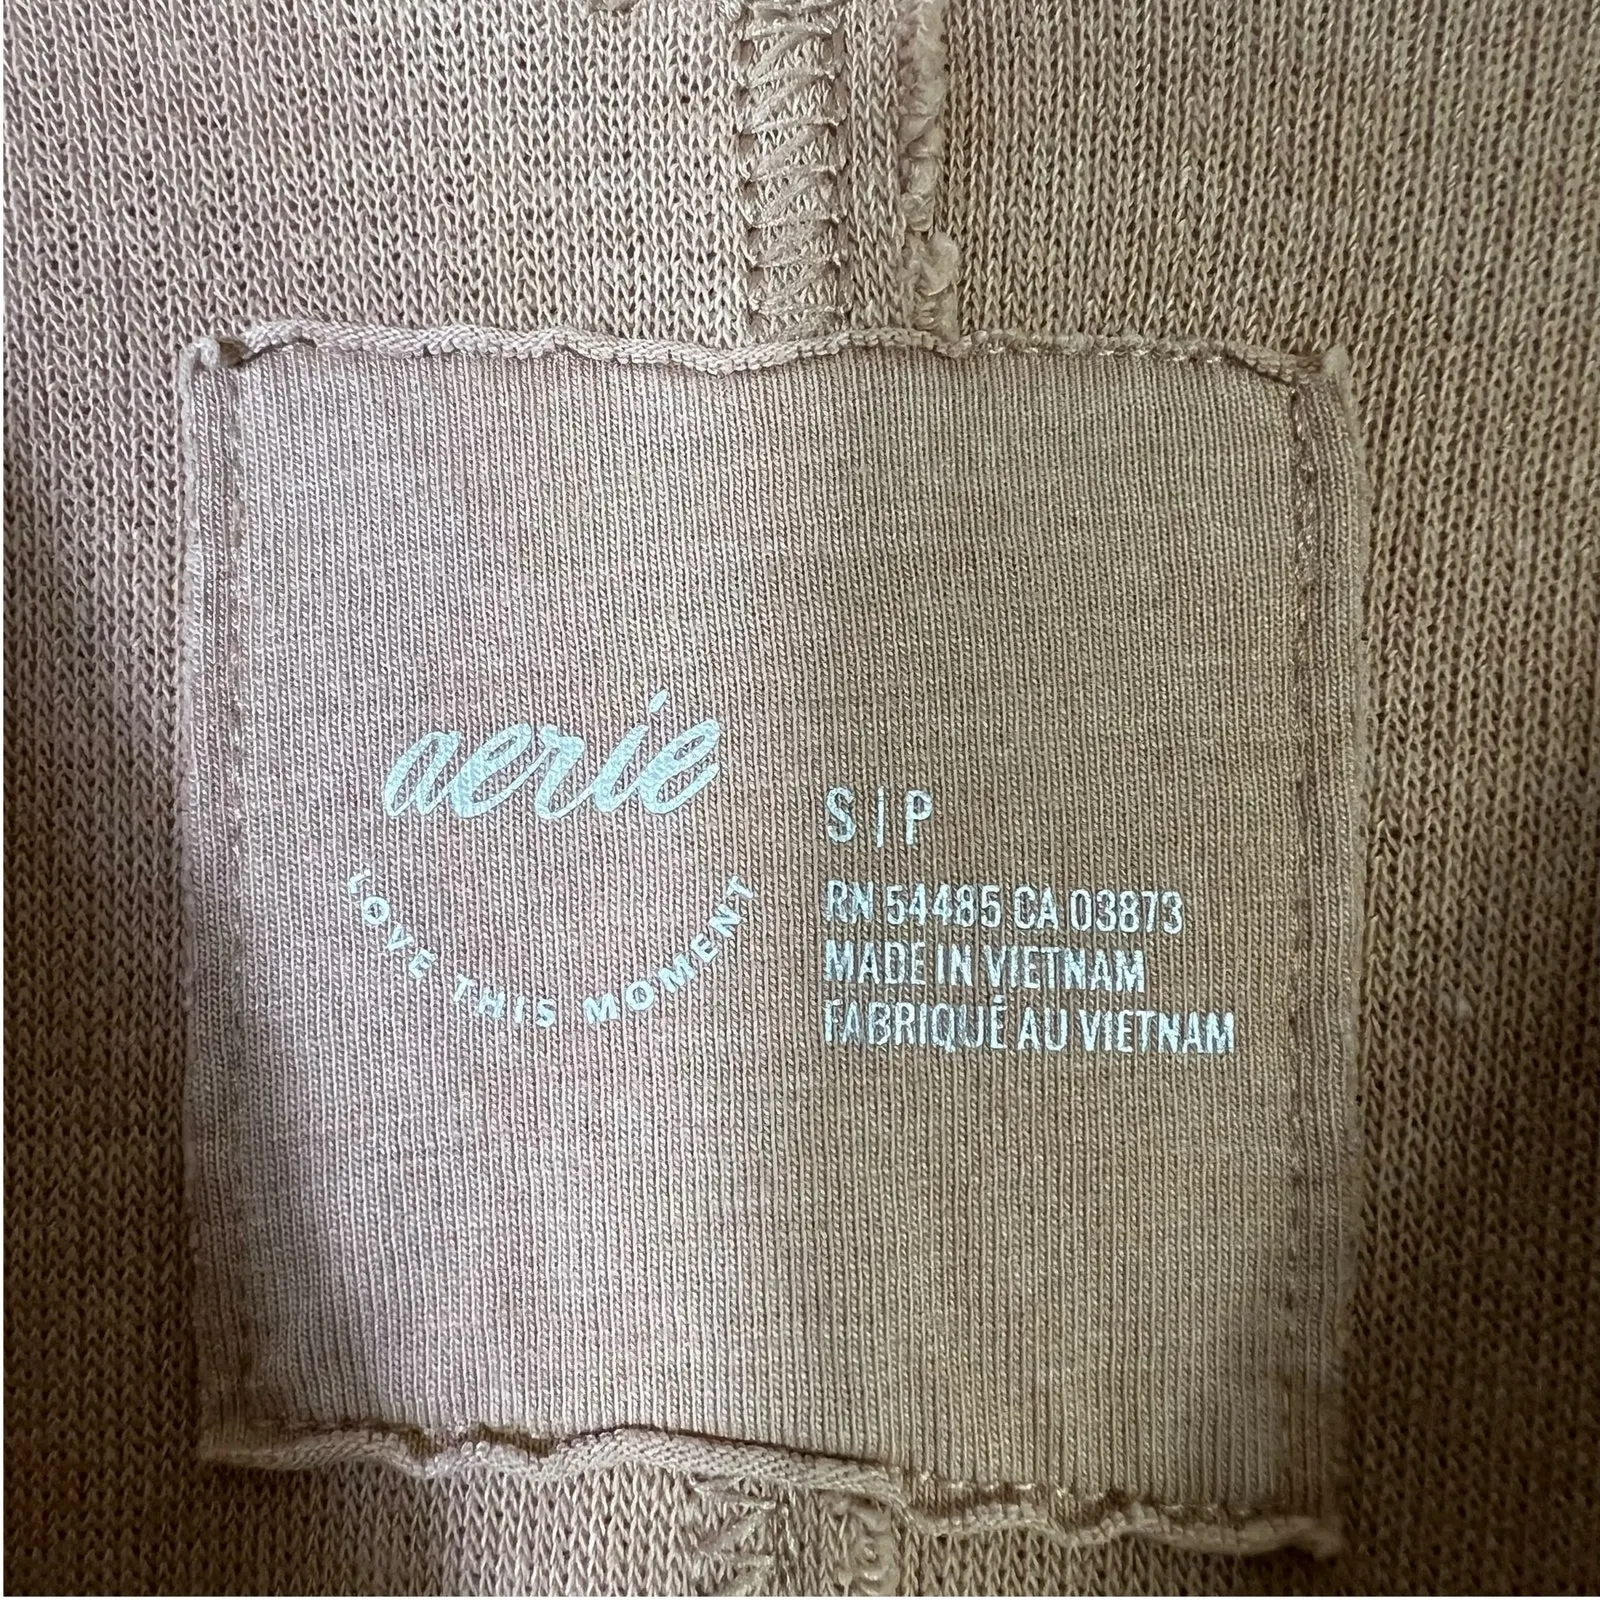 aerie
LOVE THIS MOMENT
S | P
RN 54485 CA 03873
MADE IN VIETNAM
FABRIQUÉ AU VIETNAM